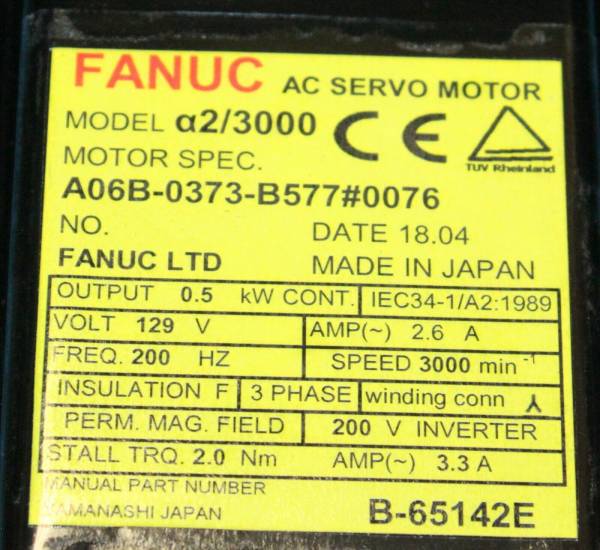 FANUC AC SERVO MOTOR
MODEL α2/3000 CE
MOTOR SPEC. TUV Rheinland
A06B-0373-B577#0076
NO. DATE 18.04
FANUC LTD MADE IN JAPAN
OUTPUT 0.5 kW CONT. IEC34-1/A2:1989
VOLT 129 V AMP(~) 2.6 A
FREQ. 200 HZ SPEED 3000 min⁻¹
INSULATION F 3 PHASE winding conn
PERM. MAG. FIELD 200 V INVERTER
STALL TRQ. 2.0 Nm AMP(~) 3.3 A
MANUAL PART NUMBER
YAMANASHI JAPAN B-65142E